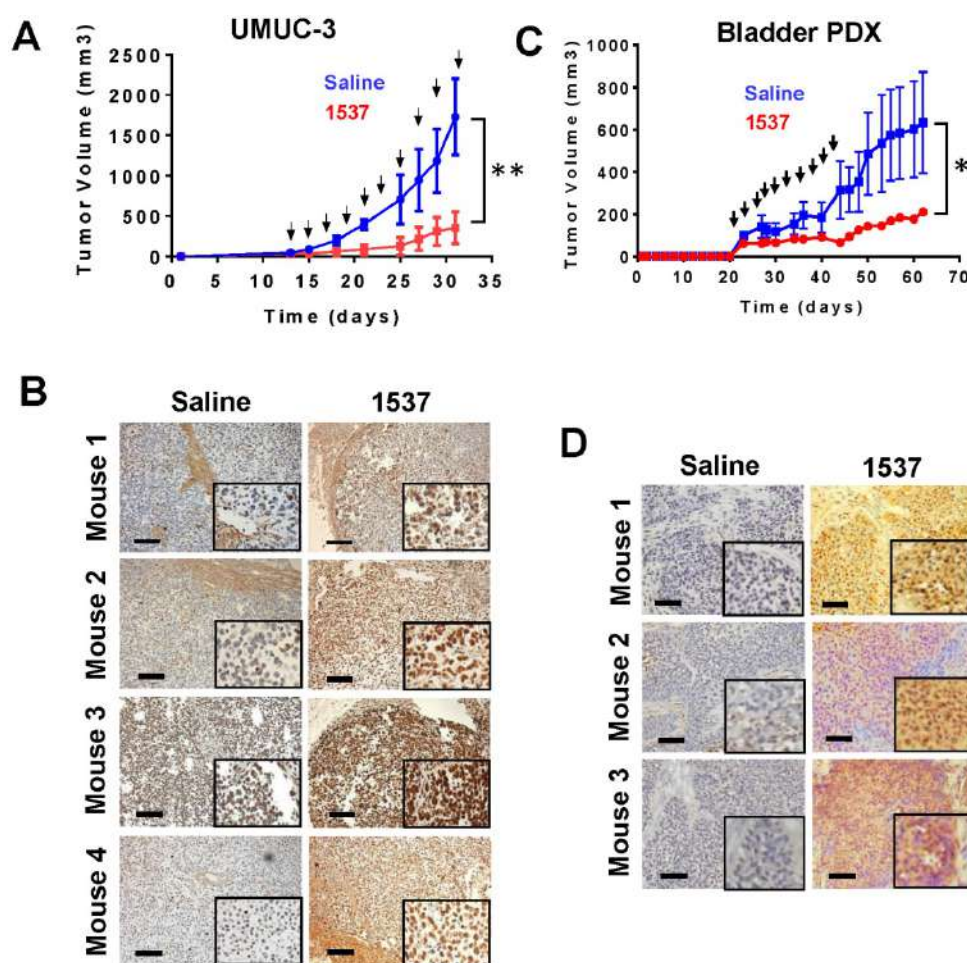 A
UMUC-3
Tumor Volume (mm3)
2500
2000
1500
1000
500
0
Saline
1537
**
0 5 10 15 20 25 30 35
Time (days)
C
Bladder PDX
Tumor Volume (mm3)
1000
800
600
400
200
0
Saline
1537
*
0 10 20 30 40 50 60 70
Time (days)
B
Saline 1537
Mouse 1
Mouse 2
Mouse 3
Mouse 4
D
Saline 1537
Mouse 1
Mouse 2
Mouse 3